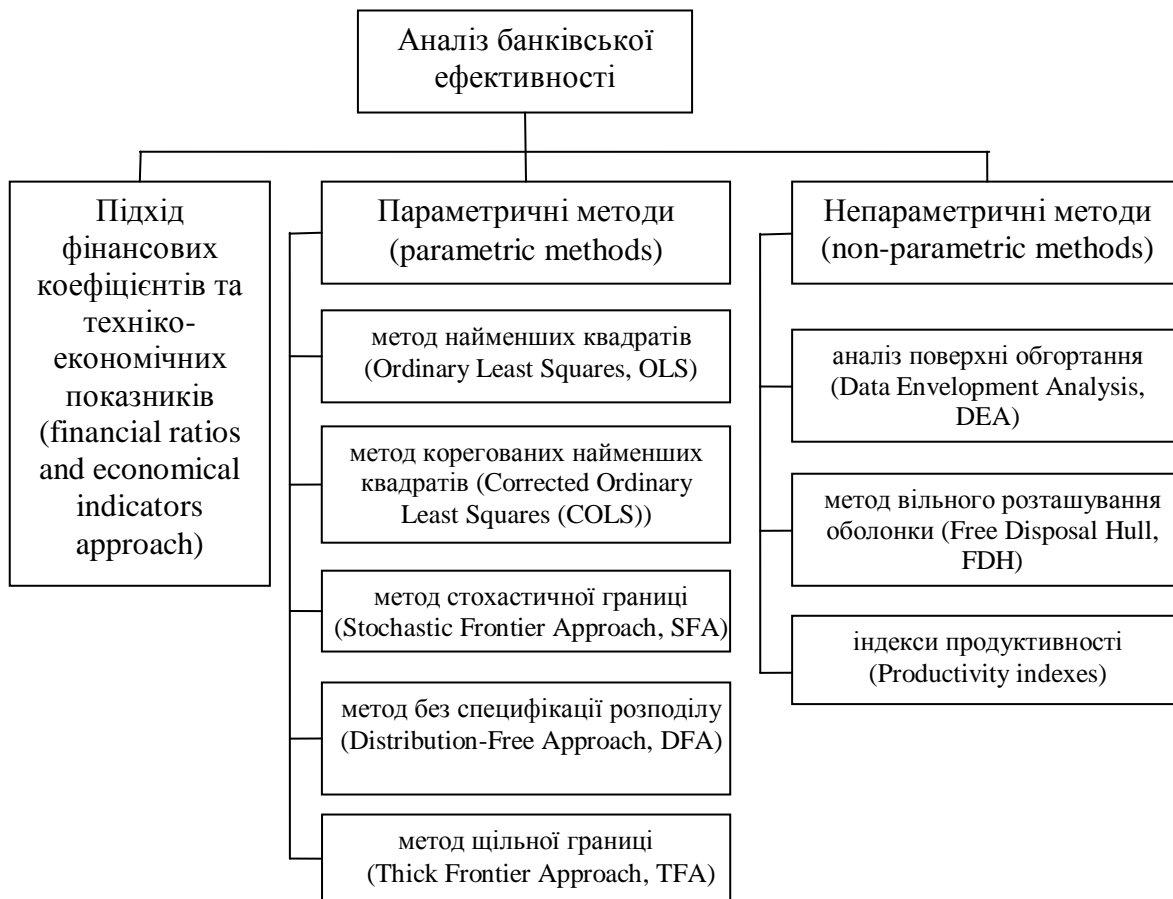 Аналіз банківської
ефективності
Підхід
фінансових
коефіцієнтів та
техніко-
економічних
показників
(financial ratios
and economical
indicators
approach)
Параметричні методи
(parametric methods)
метод найменших квадратів
(Ordinary Least Squares, OLS)
метод корегованих найменших
квадратів (Corrected Ordinary
Least Squares (COLS))
метод стохастичної границі
(Stochastic Frontier Approach, SFA)
метод без специфікації розподілу
(Distribution-Free Approach, DFA)
метод щільної границі
(Thick Frontier Approach, TFA)
Непараметричні методи
(non-parametric methods)
аналіз поверхні обгортання
(Data Envelopment Analysis,
DEA)
метод вільного розташування
оболонки (Free Disposal Hull,
FDH)
індекси продуктивності
(Productivity indexes)